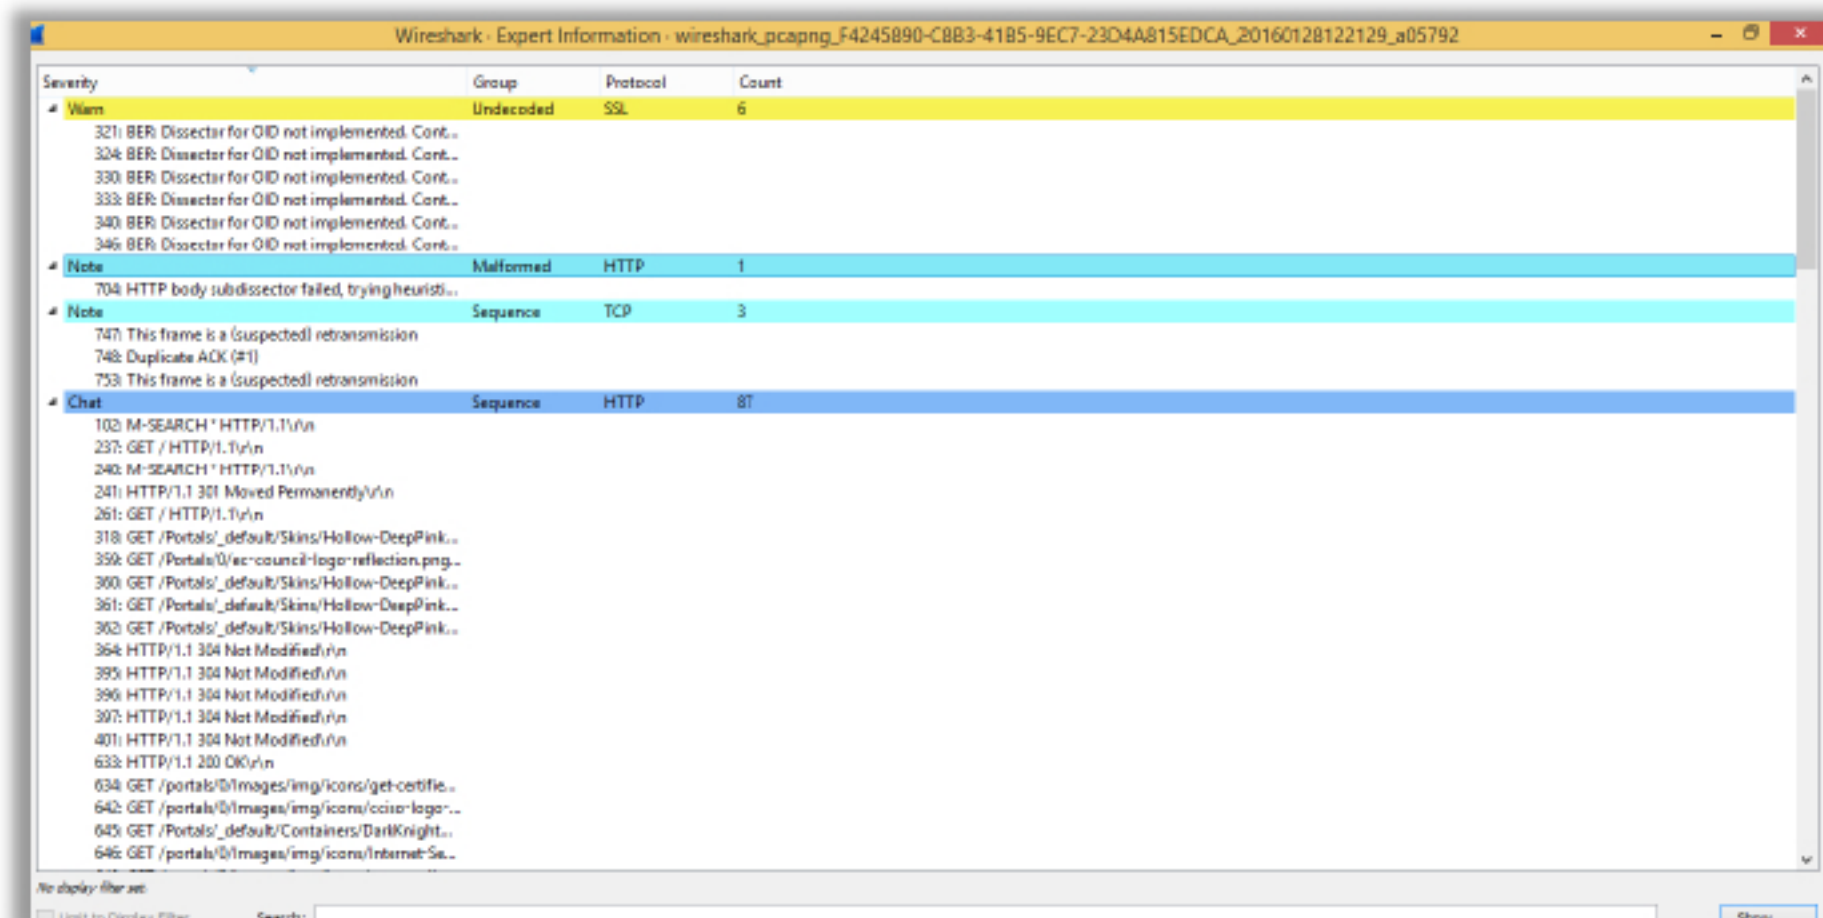 Wireshark · Expert Information · wireshark_pcapng_F4245890-C8B3-41B5-9EC7-23D4A815EDCA_20160128122129_a05792
Severity Group Protocol Count
Warn Undecoded SSL 6
321: BER: Dissector for OID not implemented. Cont...
324: BER: Dissector for OID not implemented. Cont...
330: BER: Dissector for OID not implemented. Cont...
333: BER: Dissector for OID not implemented. Cont...
340: BER: Dissector for OID not implemented. Cont...
346: BER: Dissector for OID not implemented. Cont...
Note Malformed HTTP 1
704: HTTP body subdissector failed, trying heuristi...
Note Sequence TCP 3
747: This frame is a (suspected) retransmission
748: Duplicate ACK (#1)
753: This frame is a (suspected) retransmission
Chat Sequence HTTP 87
102: M-SEARCH * HTTP/1.1\r\n
237: GET / HTTP/1.1\r\n
240: M-SEARCH * HTTP/1.1\r\n
241: HTTP/1.1 301 Moved Permanently\r\n
261: GET / HTTP/1.1\r\n
318: GET /Portals/_default/Skins/Hollow-DeepPink...
359: GET /Portals/0/ec-council-logo-reflection.png...
360: GET /Portals/_default/Skins/Hollow-DeepPink...
361: GET /Portals/_default/Skins/Hollow-DeepPink...
362: GET /Portals/_default/Skins/Hollow-DeepPink...
364: HTTP/1.1 304 Not Modified\r\n
395: HTTP/1.1 304 Not Modified\r\n
396: HTTP/1.1 304 Not Modified\r\n
397: HTTP/1.1 304 Not Modified\r\n
401: HTTP/1.1 304 Not Modified\r\n
633: HTTP/1.1 200 OK\r\n
634: GET /portals/0/Images/img/icons/get-certifie...
642: GET /portals/0/Images/img/icons/cciso-logo-...
645: GET /Portals/_default/Containers/DarkKnight...
646: GET /portals/0/Images/img/icons/Internet-Se...
No display filter set.
Limit to Display Filter Search: Show...